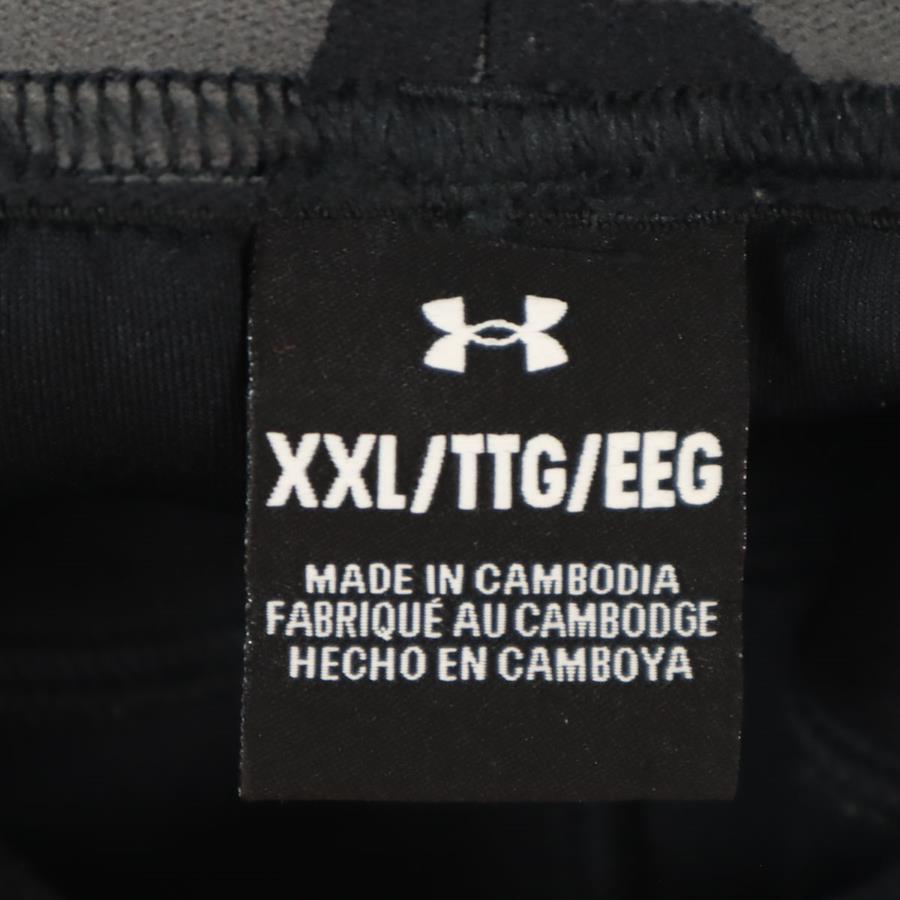 XXL/TTG/EEG
MADE IN CAMBODIA
FABRIQUÉ AU CAMBODGE
HECHO EN CAMBOYA